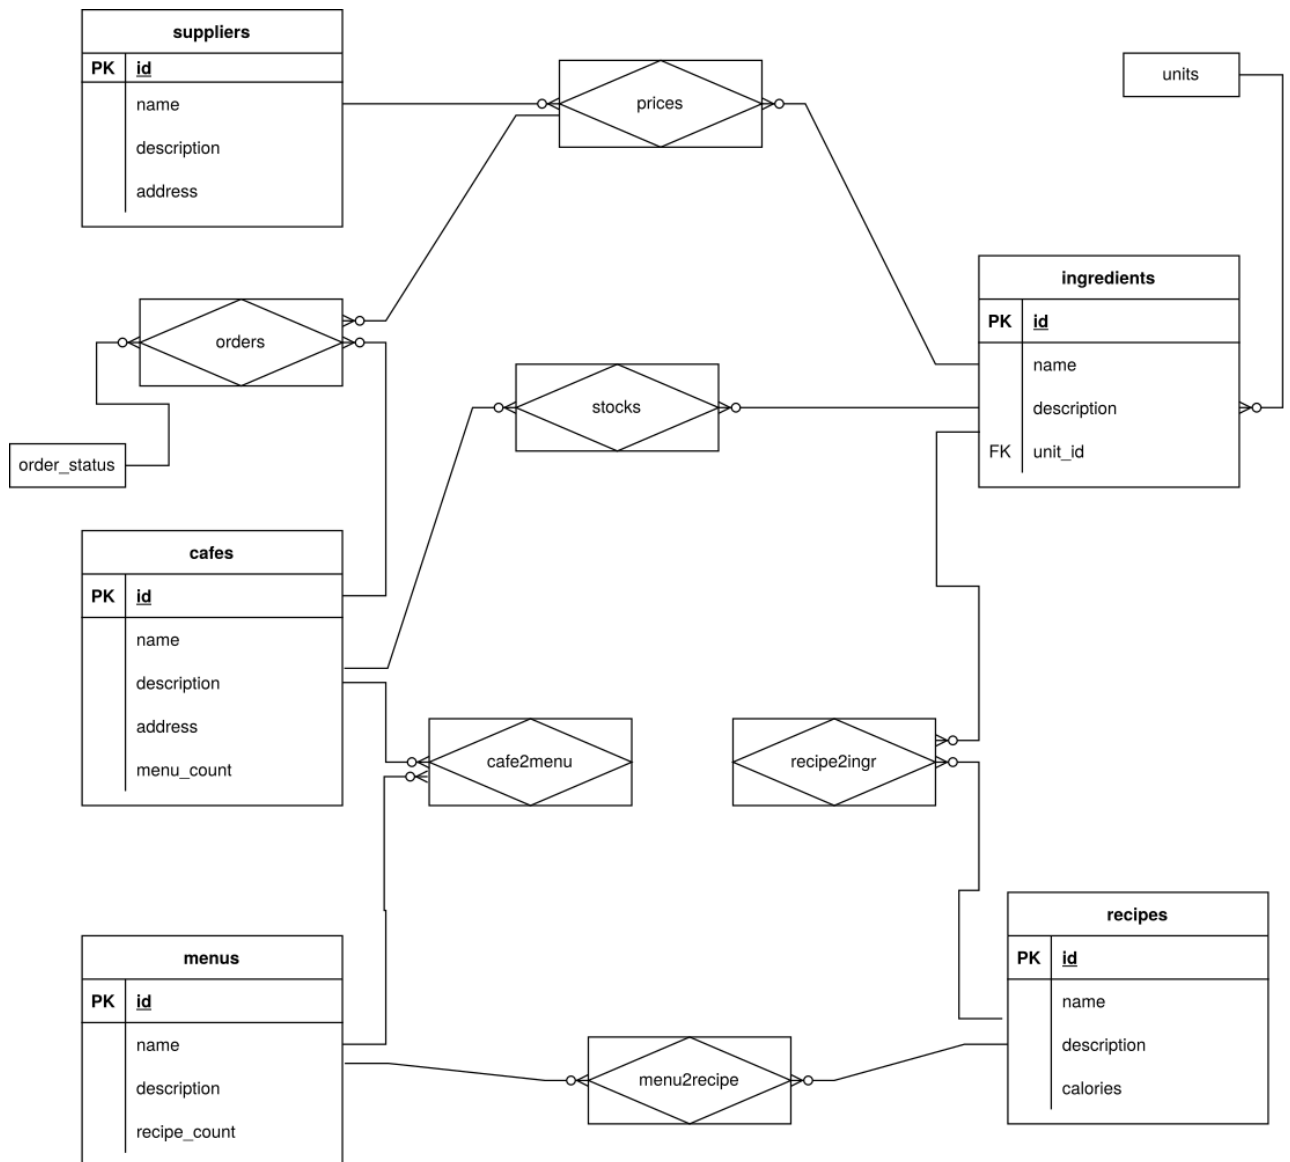 suppliers
PK id
name
description
address
prices
units
orders
order_status
stocks
ingredients
PK id
name
description
FK unit_id
cafes
PK id
name
description
address
menu_count
cafe2menu
recipe2ingr
menus
PK id
name
description
recipe_count
menu2recipe
recipes
PK id
name
description
calories